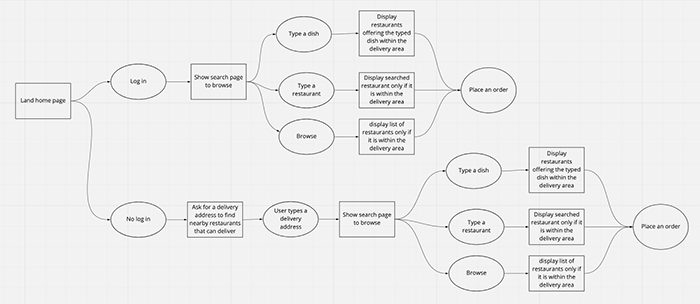 Land home page
Log in
Show search page
to browse
Type a dish
Display
restaurants
offering the typed
dish within the
delivery area
Type a
restaurant
Display searched
restaurant only if it
is within the
delivery area
Browse
display list of
restaurants only if
it is within the
delivery area
Place an order
No log in
Ask for a delivery
address to find
nearby restaurants
that can deliver
User types a
delivery
address
Show search page
to browse
Type a dish
Display
restaurants
offering the typed
dish within the
delivery area
Type a
restaurant
Display searched
restaurant only if it
is within the
delivery area
Browse
display list of
restaurants only if
it is within the
delivery area
Place an order